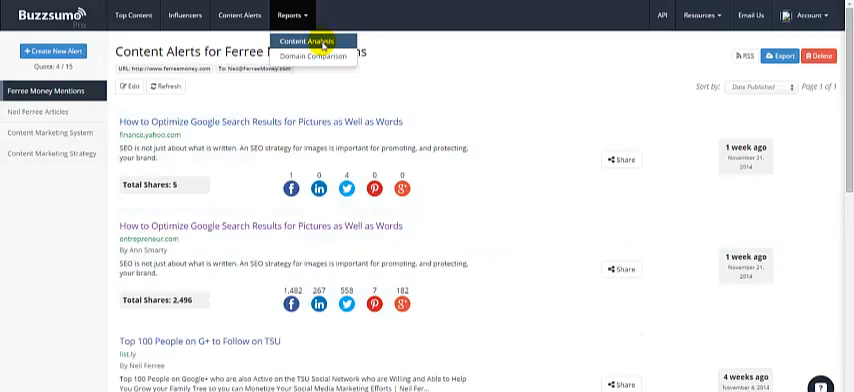 Buzzsumo
Pro
Top Content
Influencers
Content Alerts
Reports
API
Resources
Email Us
Account
Content Analysis
Domain Comparison
+ Create New Alert
Quota: 4 / 15
Ferree Money Mentions
Neil Ferree Articles
Content Marketing System
Content Marketing Strategy
Content Alerts for Ferree
URL: http://www.ferreemoney.com To: Neil@FerreeMoney.com
Edit
Refresh
RSS
Export
Delete
Sort by: Date Published
Page 1 of 1
How to Optimize Google Search Results for Pictures as Well as Words
finance.yahoo.com
SEO is not just about what is written. An SEO strategy for images is important for promoting, and protecting,
your brand.
Total Shares: 5
1 0 4 0 0
Share
1 week ago
November 21,
2014
How to Optimize Google Search Results for Pictures as Well as Words
entrepreneur.com
By Ann Smarty
SEO is not just about what is written. An SEO strategy for images is important for promoting, and protecting,
your brand.
Total Shares: 2,496
1,482 267 558 7 182
Share
1 week ago
November 21,
2014
Top 100 People on G+ to Follow on TSU
list.ly
By Neil Ferree
Top 100 People on Google+ who are also Active on the TSU Social Network who are Willing and Able to Help
You Grow your Family Tree so you can Monetize Your Social Media Marketing Efforts | Neil Fer...
Share
4 weeks ago
November 4, 2014
?